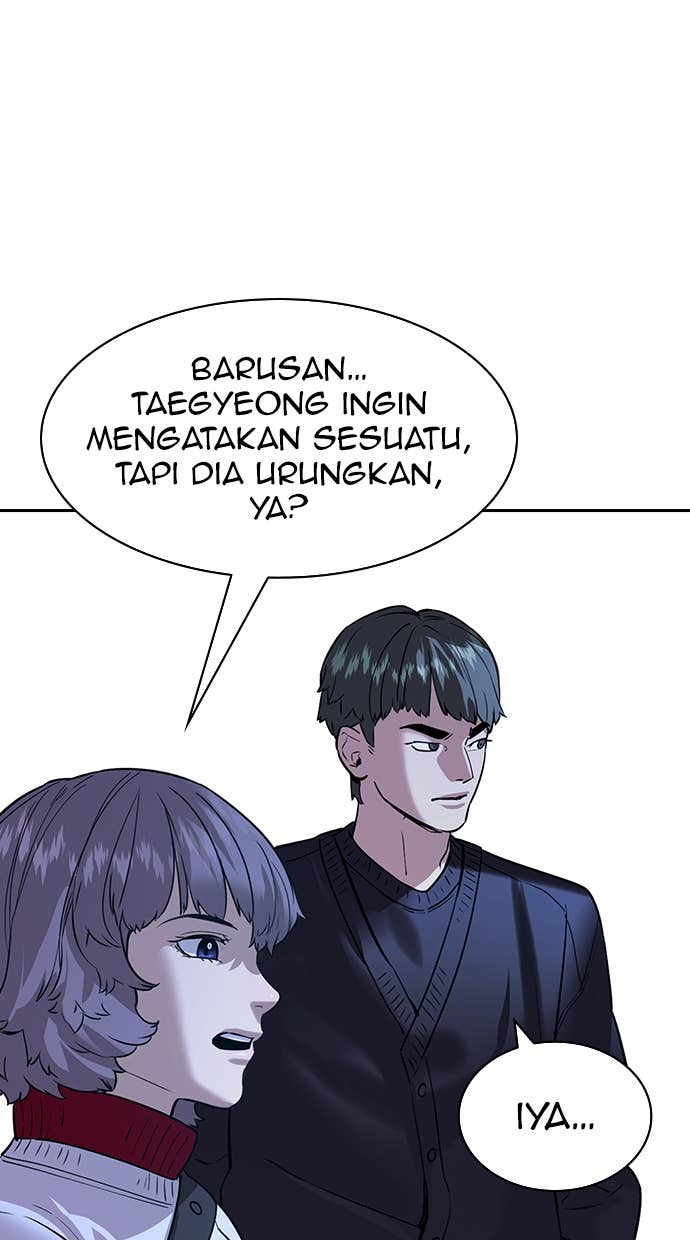 BARUSAN...
TAEGYEONG INGIN
MENGATAKAN SESUATU,
TAPI DIA URUNGKAN,
YA?
IYA...